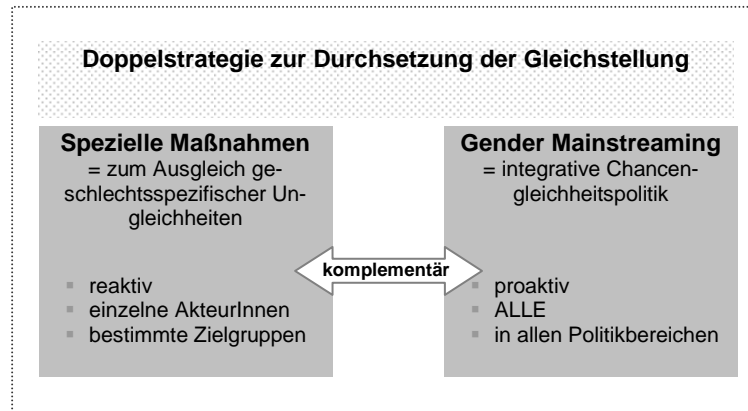 Doppelstrategie zur Durchsetzung der Gleichstellung
Spezielle Maßnahmen
= zum Ausgleich ge-
schlechtsspezifischer Un-
gleichheiten
▪ reaktiv
▪ einzelne AkteurInnen
▪ bestimmte Zielgruppen
komplementär
Gender Mainstreaming
= integrative Chancen-
gleichheitspolitik
▪ proaktiv
▪ ALLE
▪ in allen Politikbereichen